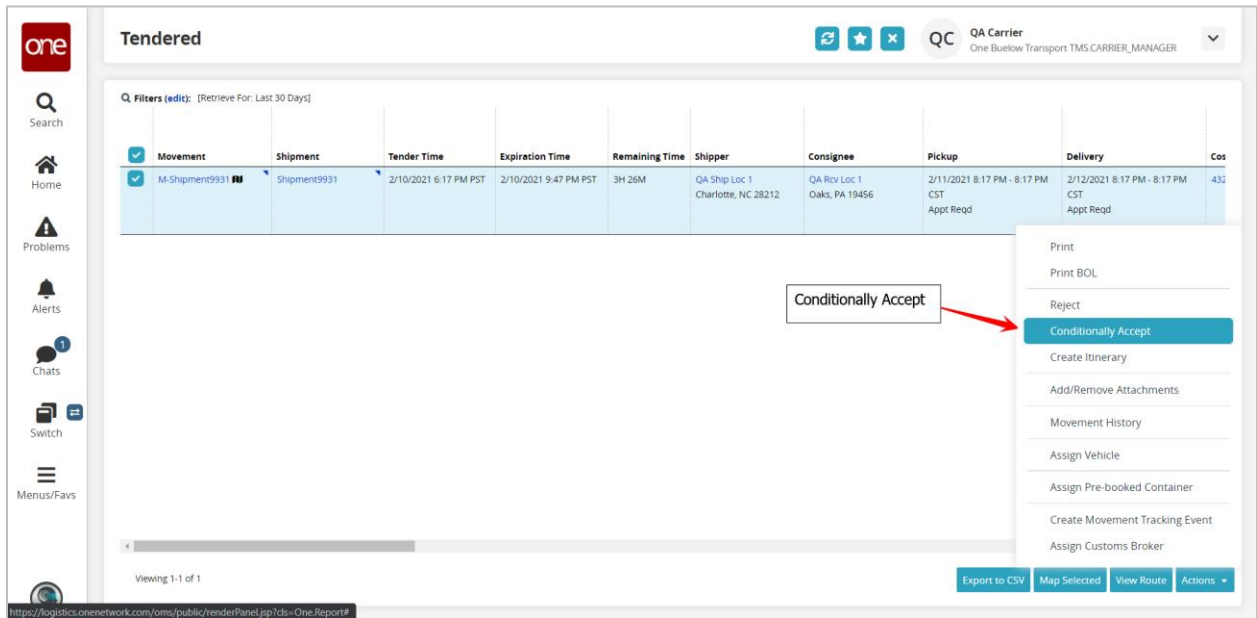 one
Tendered
QC
QA Carrier
One Buelow Transport TMS.CARRIER_MANAGER
Search
Home
Problems
Alerts
1
Chats
Switch
Menus/Favs
Filters (edit): [Retrieve For: Last 30 Days]
Movement Shipment Tender Time Expiration Time Remaining Time Shipper Consignee Pickup Delivery Cos
M-Shipment9931 Shipment9931 2/10/2021 6:17 PM PST 2/10/2021 9:47 PM PST 3H 26M QA Ship Loc 1 QA Rcv Loc 1 2/11/2021 8:17 PM - 8:17 PM 2/12/2021 8:17 PM - 8:17 PM 432
Charlotte, NC 28212 Oaks, PA 19456 CST CST
Appt Reqd Appt Reqd
Conditionally Accept
Print
Print BOL
Reject
Conditionally Accept
Create Itinerary
Add/Remove Attachments
Movement History
Assign Vehicle
Assign Pre-booked Container
Create Movement Tracking Event
Assign Customs Broker
Viewing 1-1 of 1
Export to CSV Map Selected View Route Actions
https://logistics.onenetwork.com/oms/public/renderPanel.jsp?cls=One.Report#